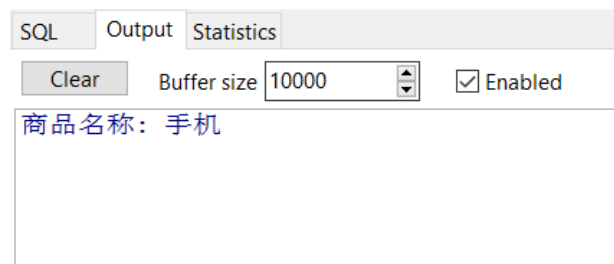 SQL Output Statistics
Clear Buffer size 10000 Enabled
商品名称: 手机